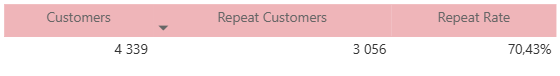 Customers Repeat Customers Repeat Rate
4 339 3 056 70,43%